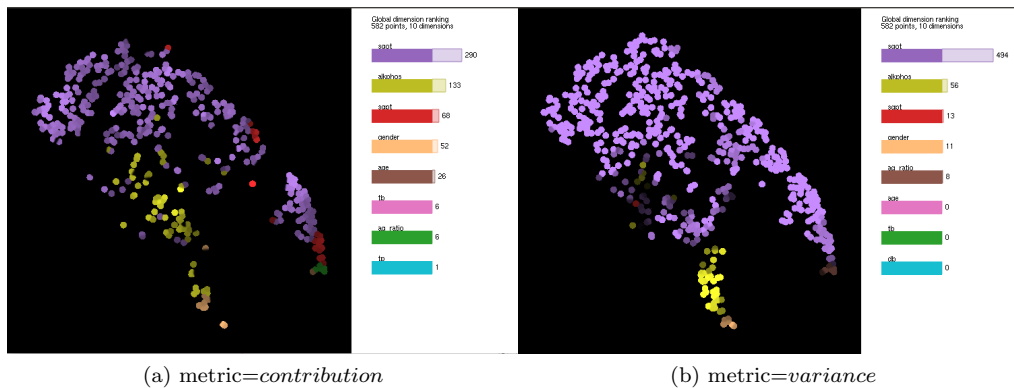 Global dimension ranking
582 points, 10 dimensions
sgot
290
alkphos
133
sgpt
68
gender
52
age
26
tb
6
ag_ratio
6
tp
1
Global dimension ranking
582 points, 10 dimensions
sgot
494
alkphos
56
sgpt
13
gender
11
ag_ratio
8
age
0
tb
0
db
0
(a) metric=contribution
(b) metric=variance